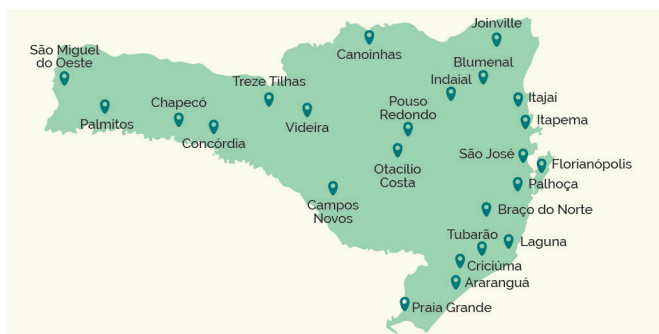 Joinville
Canoinhas
São Miguel
do Oeste
Blumenal
Treze Tilhas
Indaial
Itajaí
Chapecó
Pouso
Redondo
Palmitos
Videira
Itapema
Concórdia
São José
Florianópolis
Otacílio
Costa
Palhoça
Campos
Novos
Braço do Norte
Tubarão
Laguna
Criciúma
Araranguá
Praia Grande